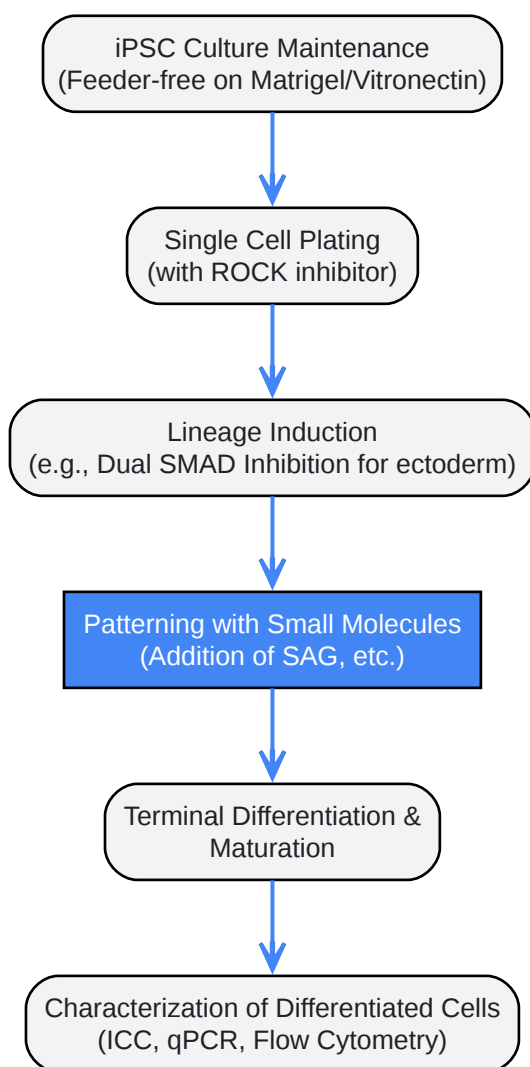 iPSC Culture Maintenance
(Feeder-free on Matrigel/Vitronectin)
Single Cell Plating
(with ROCK inhibitor)
Lineage Induction
(e.g., Dual SMAD Inhibition for ectoderm)
Patterning with Small Molecules
(Addition of SAG, etc.)
Terminal Differentiation &
Maturation
Characterization of Differentiated Cells
(ICC, qPCR, Flow Cytometry)